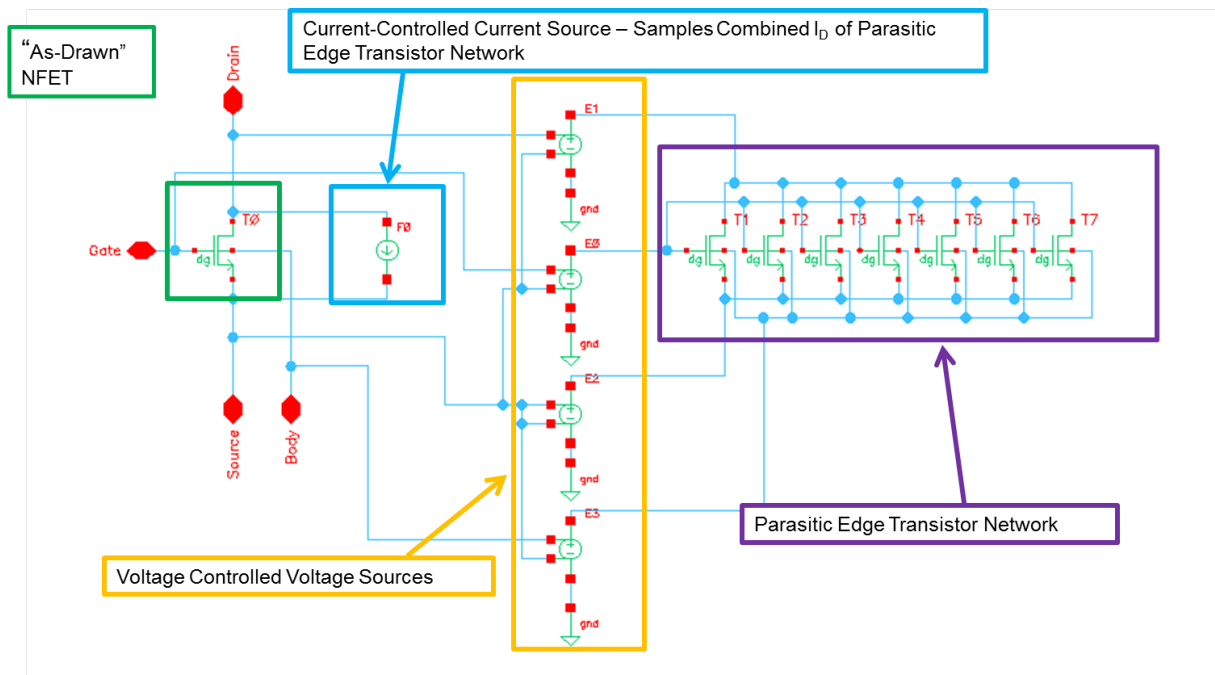 Current-Controlled Current Source – Samples Combined I_D of Parasitic
Edge Transistor Network
“As-Drawn”
NFET
Drain
E1
gnd
TØ
FØ
Gate
dg
EØ
gnd
T1 T2 T3 T4 T5 T6 T7
dg dg dg dg dg dg dg
E2
gnd
Source
Body
E3
gnd
Parasitic Edge Transistor Network
Voltage Controlled Voltage Sources